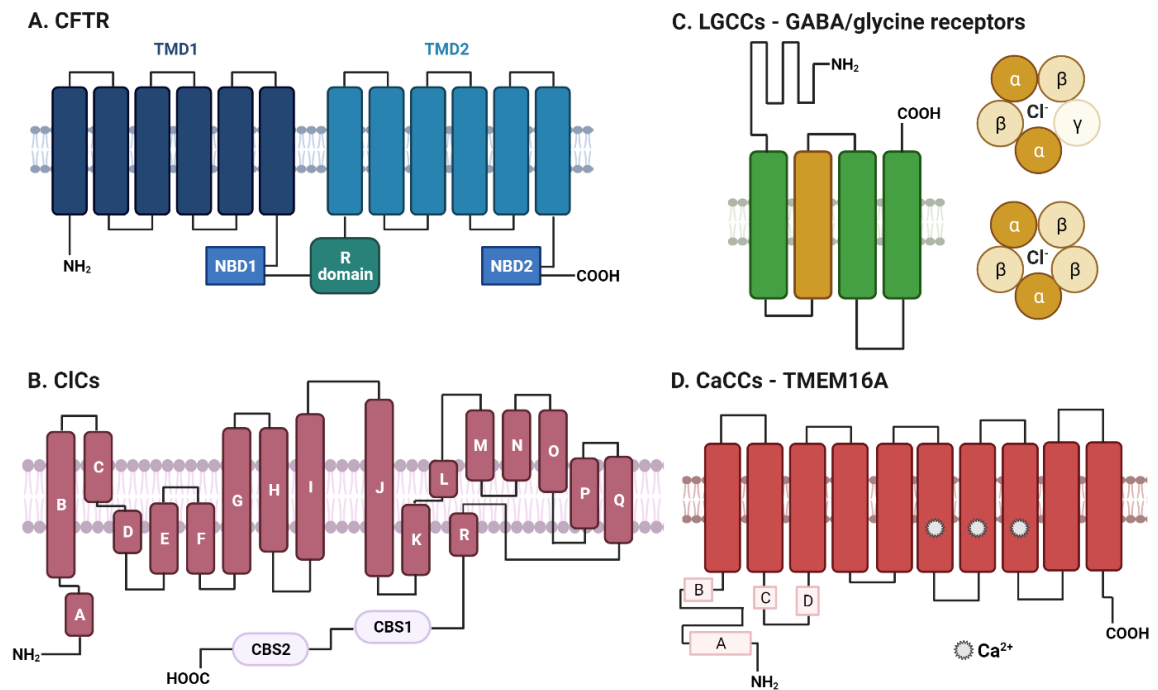 A. CFTR
TMD1
TMD2
NH₂
NBD1
R
domain
NBD2
COOH
B. ClCs
A
B
C
D
E
F
G
H
I
J
K
L
M
N
O
P
Q
R
NH₂
CBS1
CBS2
HOOC
C. LGCCs - GABA/glycine receptors
NH₂
COOH
α
β
β
Cl⁻
γ
α
α
β
β
Cl⁻
β
α
D. CaCCs - TMEM16A
B
C
D
A
NH₂
Ca²⁺
COOH